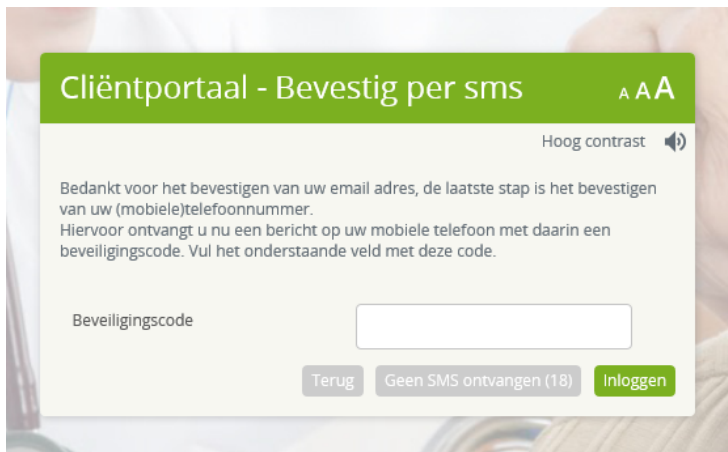 Cliëntportaal - Bevestig per sms A A A
Hoog contrast
Bedankt voor het bevestigen van uw email adres, de laatste stap is het bevestigen
van uw (mobiele)telefoonnummer.
Hiervoor ontvangt u nu een bericht op uw mobiele telefoon met daarin een
beveiligingscode. Vul het onderstaande veld met deze code.
Beveiligingscode
Terug Geen SMS ontvangen (18) Inloggen